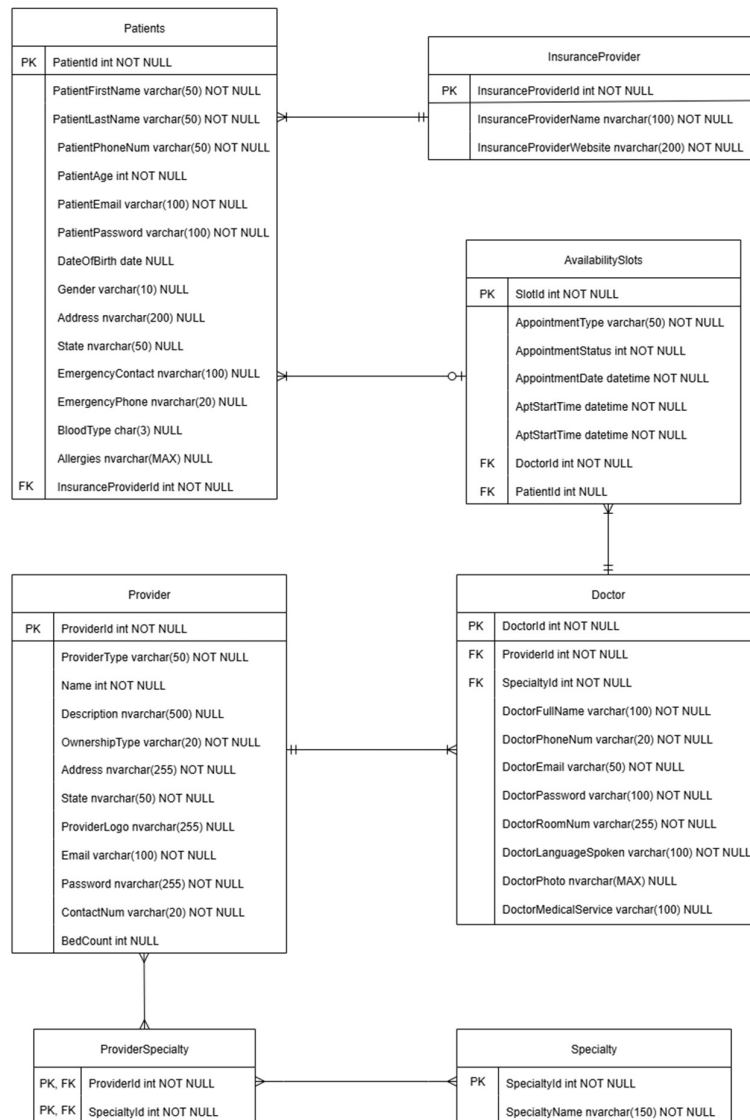 Patients
PK PatientId int NOT NULL
PatientFirstName varchar(50) NOT NULL
PatientLastName varchar(50) NOT NULL
PatientPhoneNum varchar(50) NOT NULL
PatientAge int NOT NULL
PatientEmail varchar(100) NOT NULL
PatientPassword varchar(100) NOT NULL
DateOfBirth date NULL
Gender varchar(10) NULL
Address nvarchar(200) NULL
State nvarchar(50) NULL
EmergencyContact nvarchar(100) NULL
EmergencyPhone nvarchar(20) NULL
BloodType char(3) NULL
Allergies nvarchar(MAX) NULL
FK InsuranceProviderId int NOT NULL
InsuranceProvider
PK InsuranceProviderId int NOT NULL
InsuranceProviderName nvarchar(100) NOT NULL
InsuranceProviderWebsite nvarchar(200) NOT NULL
AvailabilitySlots
PK SlotId int NOT NULL
AppointmentType varchar(50) NOT NULL
AppointmentStatus int NOT NULL
AppointmentDate datetime NOT NULL
AptStartTime datetime NOT NULL
AptStartTime datetime NOT NULL
FK DoctorId int NOT NULL
FK PatientId int NULL
Provider
PK ProviderId int NOT NULL
ProviderType varchar(50) NOT NULL
Name int NOT NULL
Description nvarchar(500) NULL
OwnershipType varchar(20) NOT NULL
Address nvarchar(255) NOT NULL
State nvarchar(50) NOT NULL
ProviderLogo nvarchar(255) NULL
Email varchar(100) NOT NULL
Password nvarchar(255) NOT NULL
ContactNum varchar(20) NOT NULL
BedCount int NULL
Doctor
PK DoctorId int NOT NULL
FK ProviderId int NOT NULL
FK SpecialtyId int NOT NULL
DoctorFullName varchar(100) NOT NULL
DoctorPhoneNum varchar(20) NOT NULL
DoctorEmail varchar(50) NOT NULL
DoctorPassword varchar(100) NOT NULL
DoctorRoomNum varchar(255) NOT NULL
DoctorLanguageSpoken varchar(100) NOT NULL
DoctorPhoto nvarchar(MAX) NULL
DoctorMedicalService varchar(100) NULL
ProviderSpecialty
PK, FK ProviderId int NOT NULL
PK, FK SpecialtyId int NOT NULL
Specialty
PK SpecialtyId int NOT NULL
SpecialtyName nvarchar(150) NOT NULL